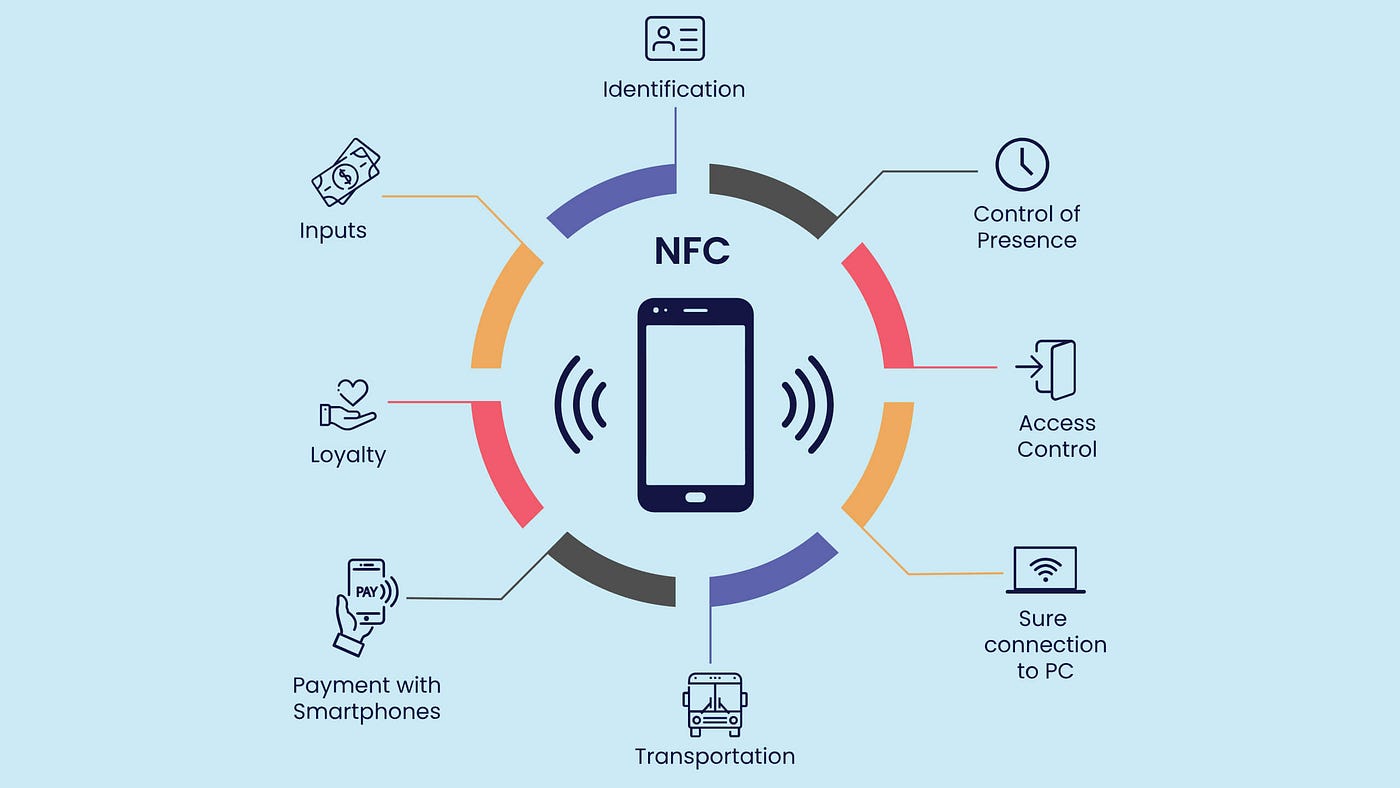 Identification
Inputs
Control of
Presence
NFC
Access
Control
Loyalty
PAY
Sure
connection
to PC
Payment with
Smartphones
Transportation